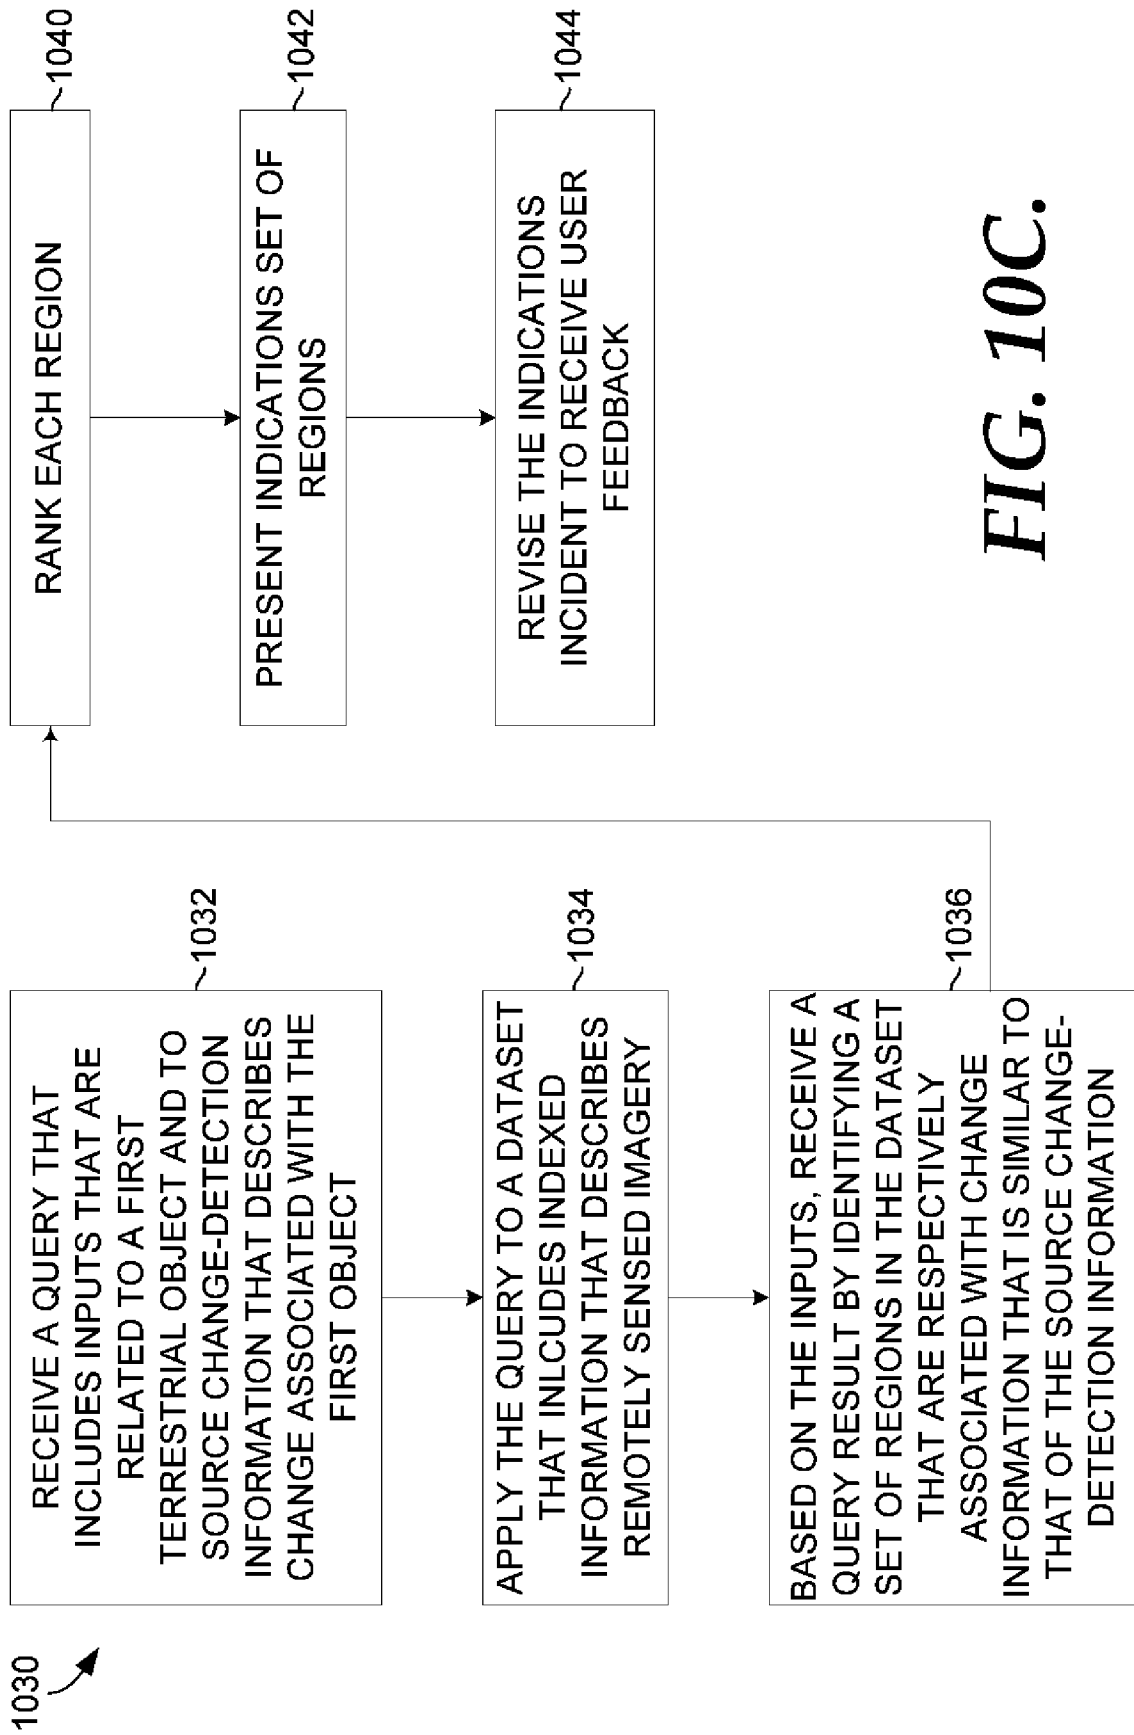 1030
RECEIVE A QUERY THAT
INCLUDES INPUTS THAT ARE
RELATED TO A FIRST
TERRESTRIAL OBJECT AND TO
SOURCE CHANGE-DETECTION
INFORMATION THAT DESCRIBES
CHANGE ASSOCIATED WITH THE
FIRST OBJECT
1032
APPLY THE QUERY TO A DATASET
THAT INLCUDES INDEXED
INFORMATION THAT DESCRIBES
REMOTELY SENSED IMAGERY
1034
BASED ON THE INPUTS, RECEIVE A
QUERY RESULT BY IDENTIFYING A
SET OF REGIONS IN THE DATASET
THAT ARE RESPECTIVELY
ASSOCIATED WITH CHANGE
INFORMATION THAT IS SIMILAR TO
THAT OF THE SOURCE CHANGE-
DETECTION INFORMATION
1036
RANK EACH REGION
1040
PRESENT INDICATIONS SET OF
REGIONS
1042
REVISE THE INDICATIONS
INCIDENT TO RECEIVE USER
FEEDBACK
1044
FIG. 10C.